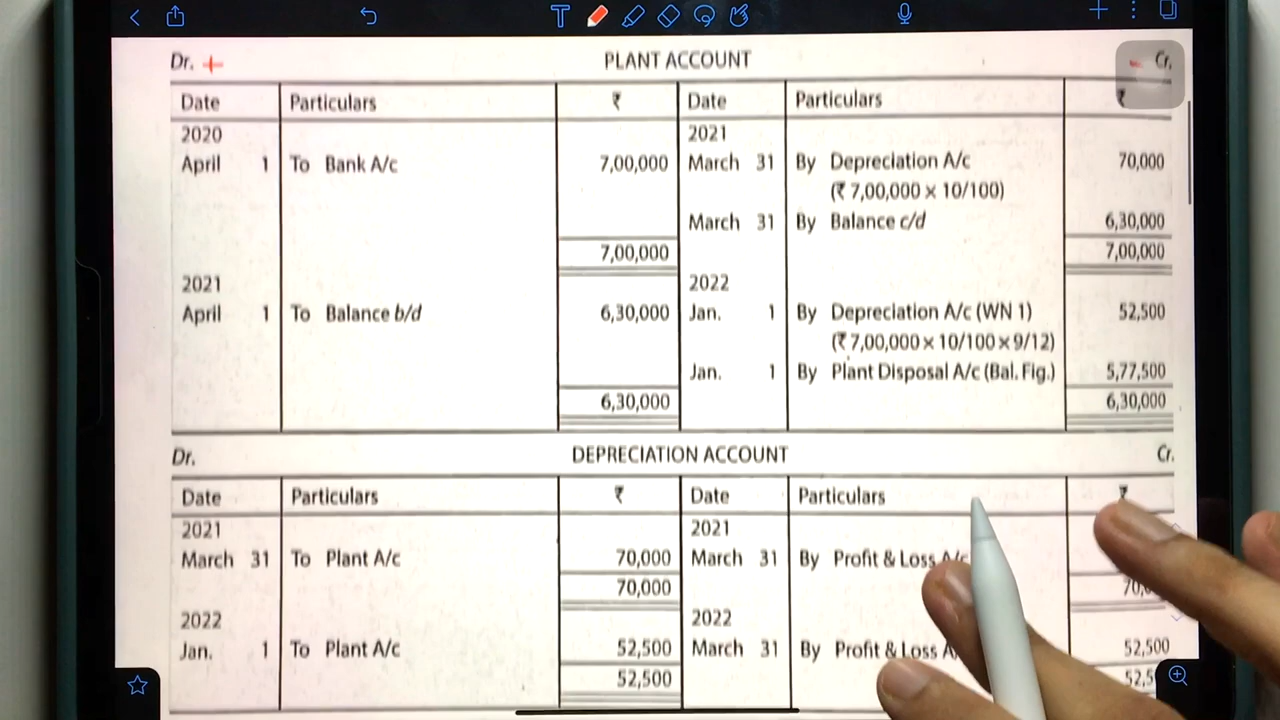 Dr. + PLANT ACCOUNT Cr.
Date Particulars ₹ Date Particulars ₹
2020 2021
April 1 To Bank A/c 7,00,000 March 31 By Depreciation A/c 70,000
(₹ 7,00,000 × 10/100)
March 31 By Balance c/d 6,30,000
7,00,000 7,00,000
2021 2022
April 1 To Balance b/d 6,30,000 Jan. 1 By Depreciation A/c (WN 1) 52,500
(₹ 7,00,000 × 10/100 × 9/12)
Jan. 1 By Plant Disposal A/c (Bal. Fig.) 5,77,500
6,30,000 6,30,000
Dr. DEPRECIATION ACCOUNT Cr.
Date Particulars ₹ Date Particulars ₹
2021 2021
March 31 To Plant A/c 70,000 March 31 By Profit & Loss A/c
70,000
2022 2022
Jan. 1 To Plant A/c 52,500 March 31 By Profit & Loss 52,500
52,500